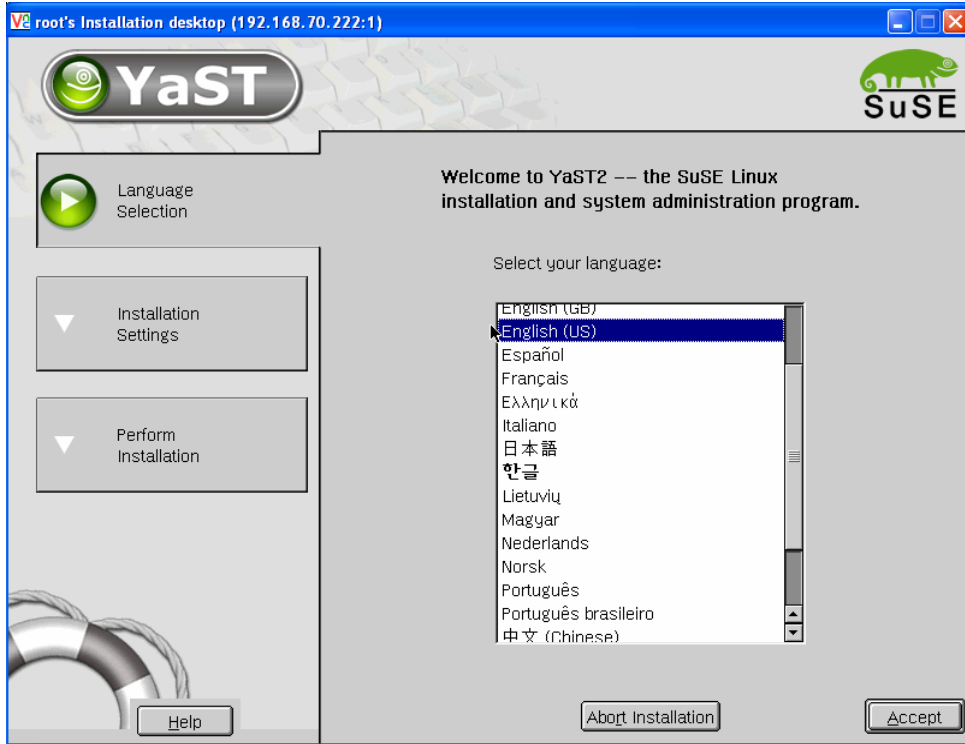 root's Installation desktop (192.168.70.222:1)
YaST
SuSE
Language
Selection
Installation
Settings
Perform
Installation
Help
Welcome to YaST2 -- the SuSE Linux
installation and system administration program.
Select your language:
English (GB)
English (US)
Español
Français
Ελληνικά
Italiano
日本語
한글
Lietuvių
Magyar
Nederlands
Norsk
Português
Português brasileiro
中文 (Chinese)
Abort Installation
Accept